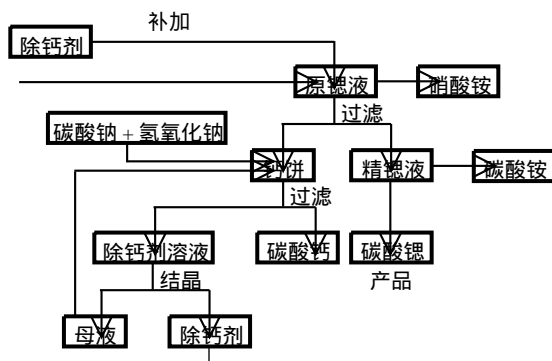 补加
除钙剂
原锶液
硝酸铵
过滤
碳酸钠 + 氢氧化钠
钙饼
精锶液
碳酸铵
过滤
除钙剂溶液
碳酸钙
碳酸锶
结晶
产品
母液
除钙剂